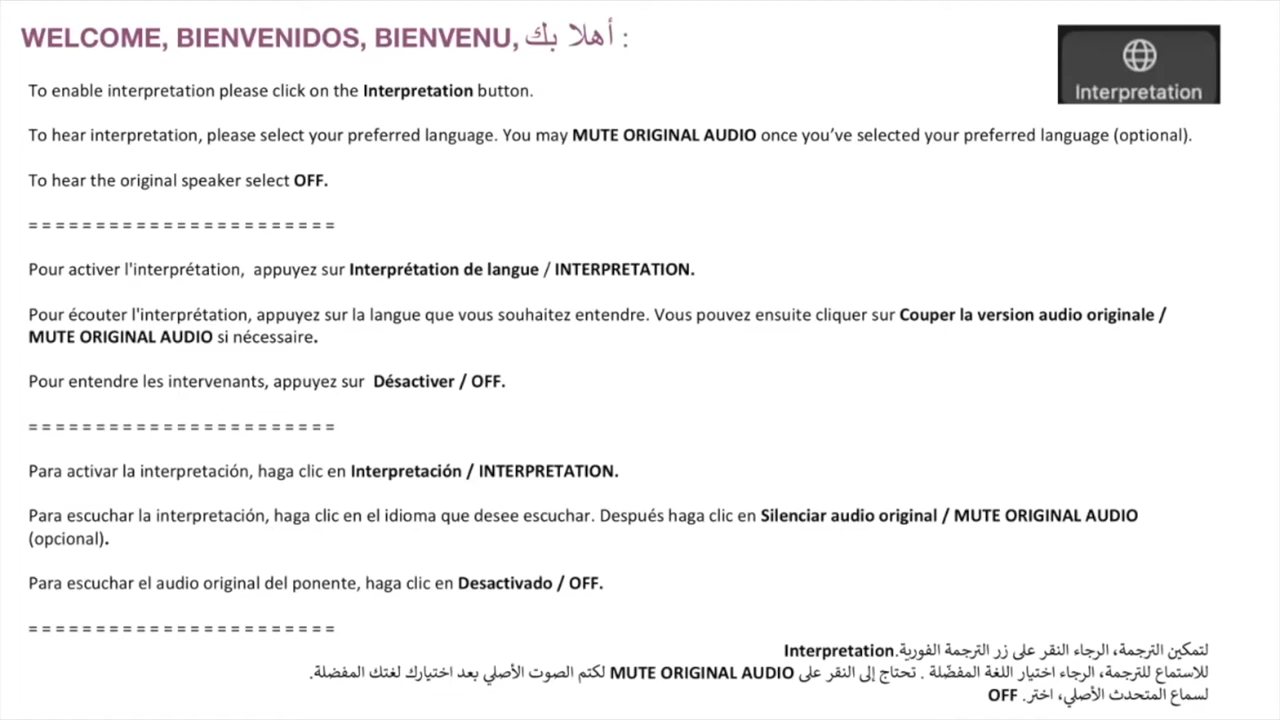 WELCOME, BIENVENIDOS, BIENVENU, أهلا بك :
Interpretation
To enable interpretation please click on the Interpretation button.
To hear interpretation, please select your preferred language. You may MUTE ORIGINAL AUDIO once you’ve selected your preferred language (optional).
To hear the original speaker select OFF.
= = = = = = = = = = = = = = = = = = = = = = =
Pour activer l'interprétation,  appuyez sur Interprétation de langue / INTERPRETATION.
Pour écouter l'interprétation, appuyez sur la langue que vous souhaitez entendre. Vous pouvez ensuite cliquer sur Couper la version audio originale /
MUTE ORIGINAL AUDIO si nécessaire.
Pour entendre les intervenants, appuyez sur  Désactiver / OFF.
= = = = = = = = = = = = = = = = = = = = = = =
Para activar la interpretación, haga clic en Interpretación / INTERPRETATION.
Para escuchar la interpretación, haga clic en el idioma que desee escuchar. Después haga clic en Silenciar audio original / MUTE ORIGINAL AUDIO
(opcional).
Para escuchar el audio original del ponente, haga clic en Desactivado / OFF.
= = = = = = = = = = = = = = = = = = = = = = =
لتمكين الترجمة، الرجاء النقر على زر الترجمة الفورية.Interpretation
للاستماع للترجمة، الرجاء اختيار اللغة المفضّلة . تحتاج إلى النقر على MUTE ORIGINAL AUDIO لكتم الصوت الأصلي بعد اختيارك لغتك المفضلة.
لسماع المتحدث الأصلي، اختر. OFF